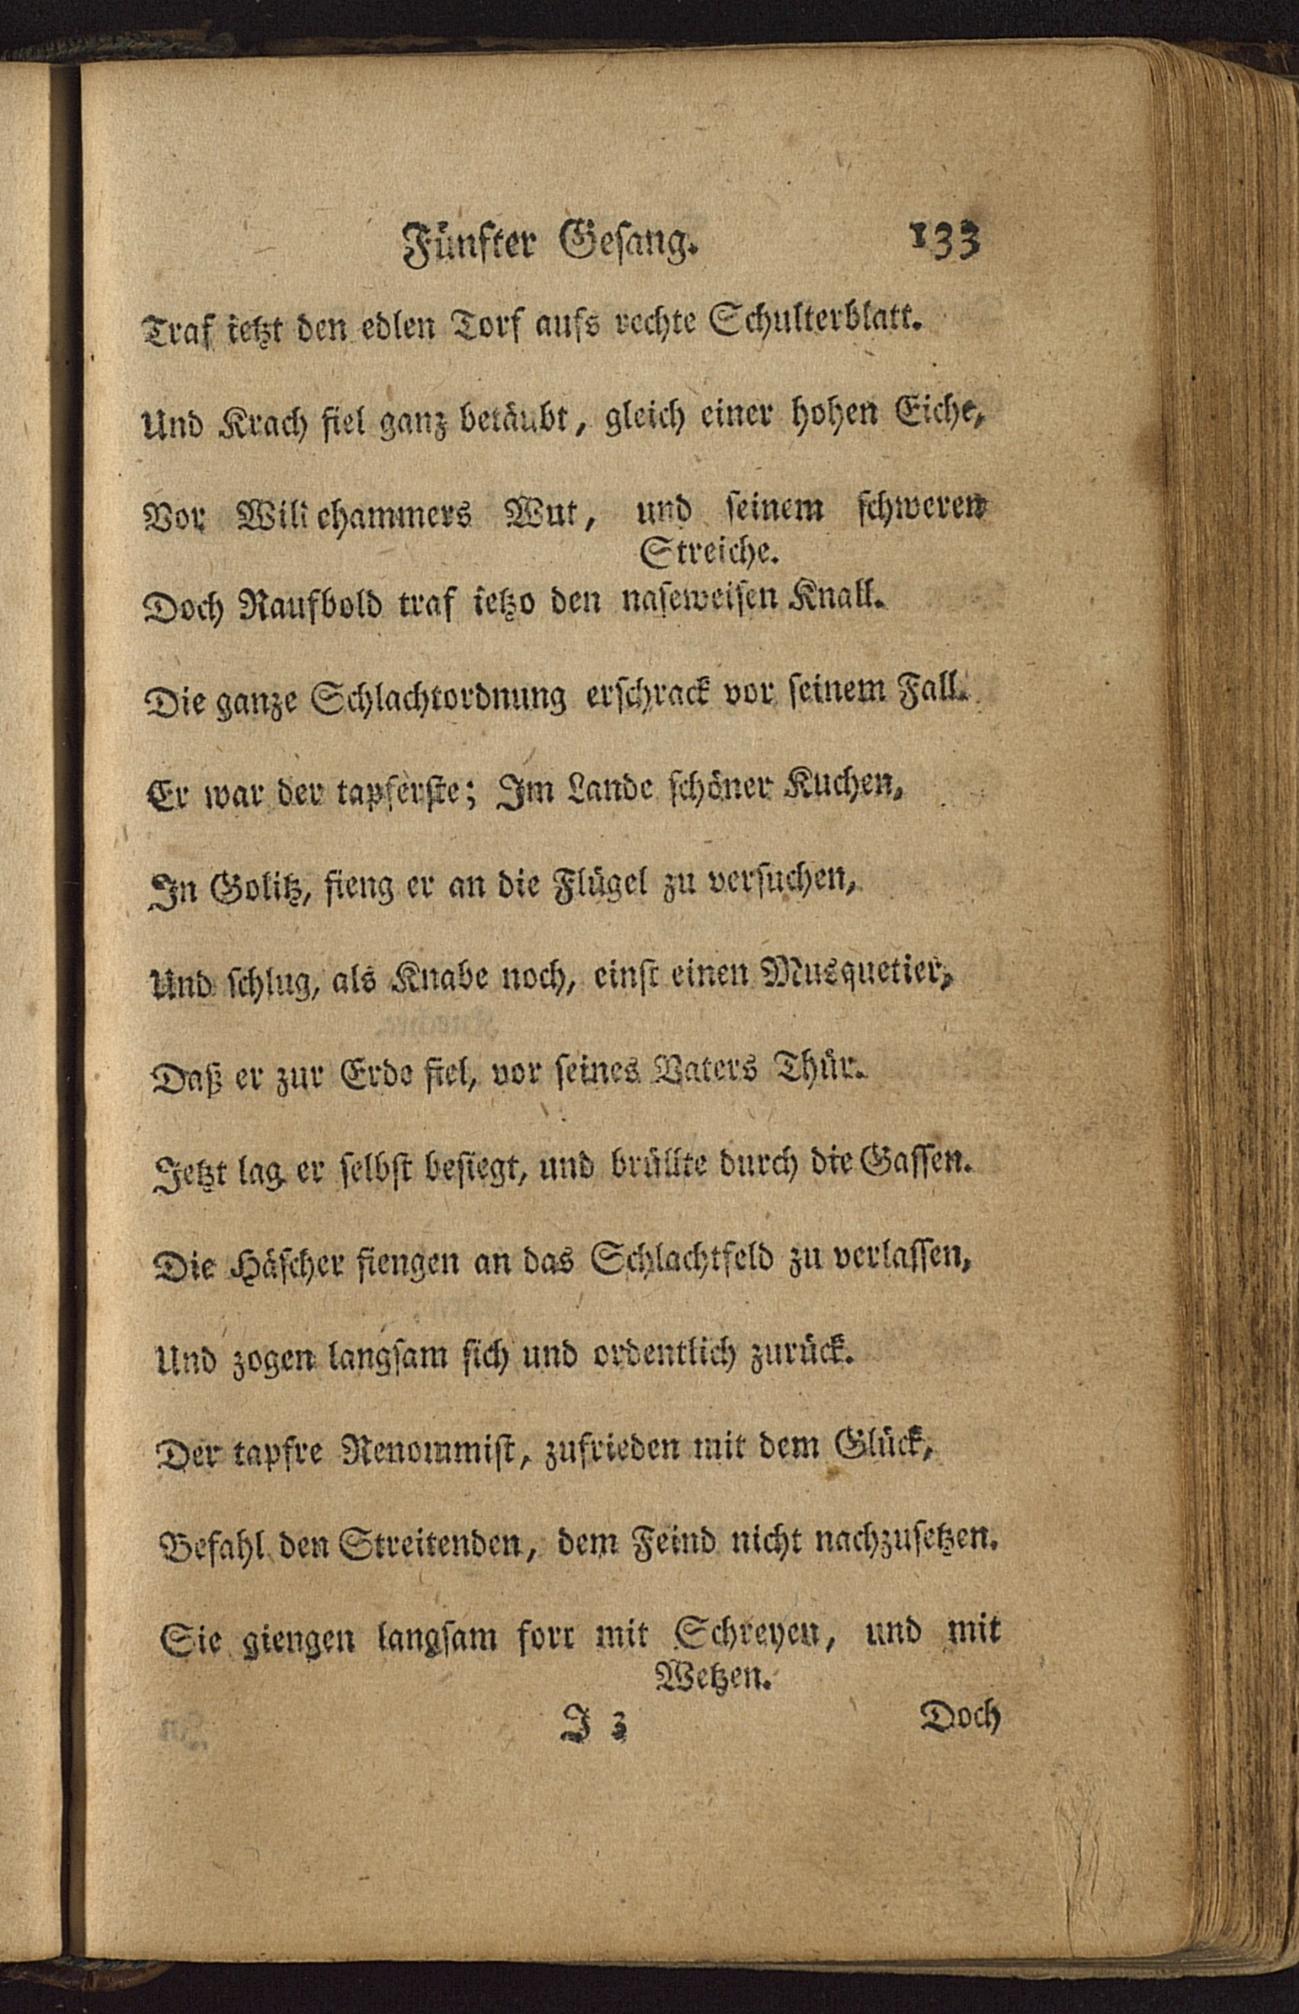 Fünfter Gesang. 133
Traf ietzt den edlen Torf aufs rechte Schulterblatt.
Und Krach fiel ganz betäubt, gleich einer hohen Eiche,
Vor Wildehammers Wut, und seinem schweren
Streiche.
Doch Raufbold traf ietzo den naseweisen Knall.
Die ganze Schlachtordnung erschrack vor seinem Fall.
Er war der tapferste; Im Lande schöner Kuchen,
In Golitz, fieng er an die Flügel zu versuchen,
Und schlug, als Knabe noch, einst einen Musquetier,
Daß er zur Erde fiel, vor seines Vaters Thür.
Jetzt lag er selbst besiegt, und brüllte durch die Gassen.
Die Häscher fiengen an das Schlachtfeld zu verlassen,
Und zogen langsam sich und ordentlich zurück.
Der tapfre Renommist, zufrieden mit dem Glück,
Befahl den Streitenden, dem Feind nicht nachzusetzen.
Sie giengen langsam fort mit Schreyen, und mit
Wetzen.
J 3 Doch